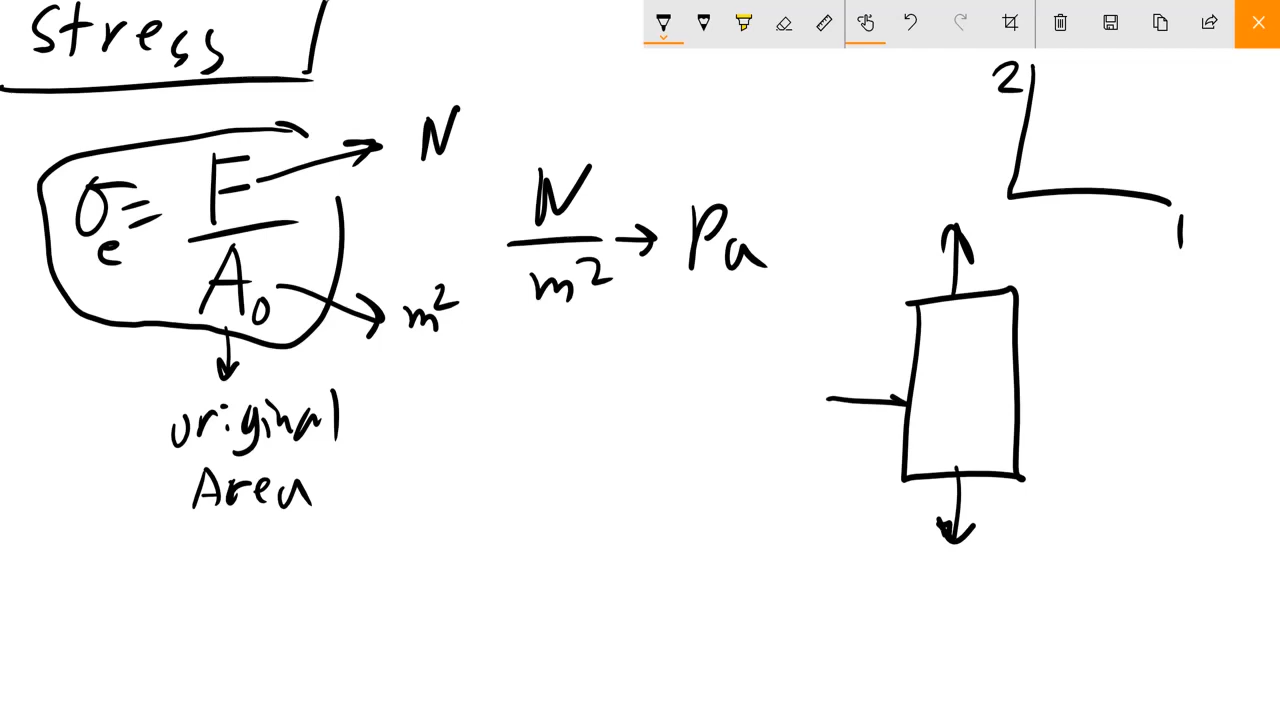 Stress
σe = F / A0
N
m²
N / m² → Pa
original
Area
2
1